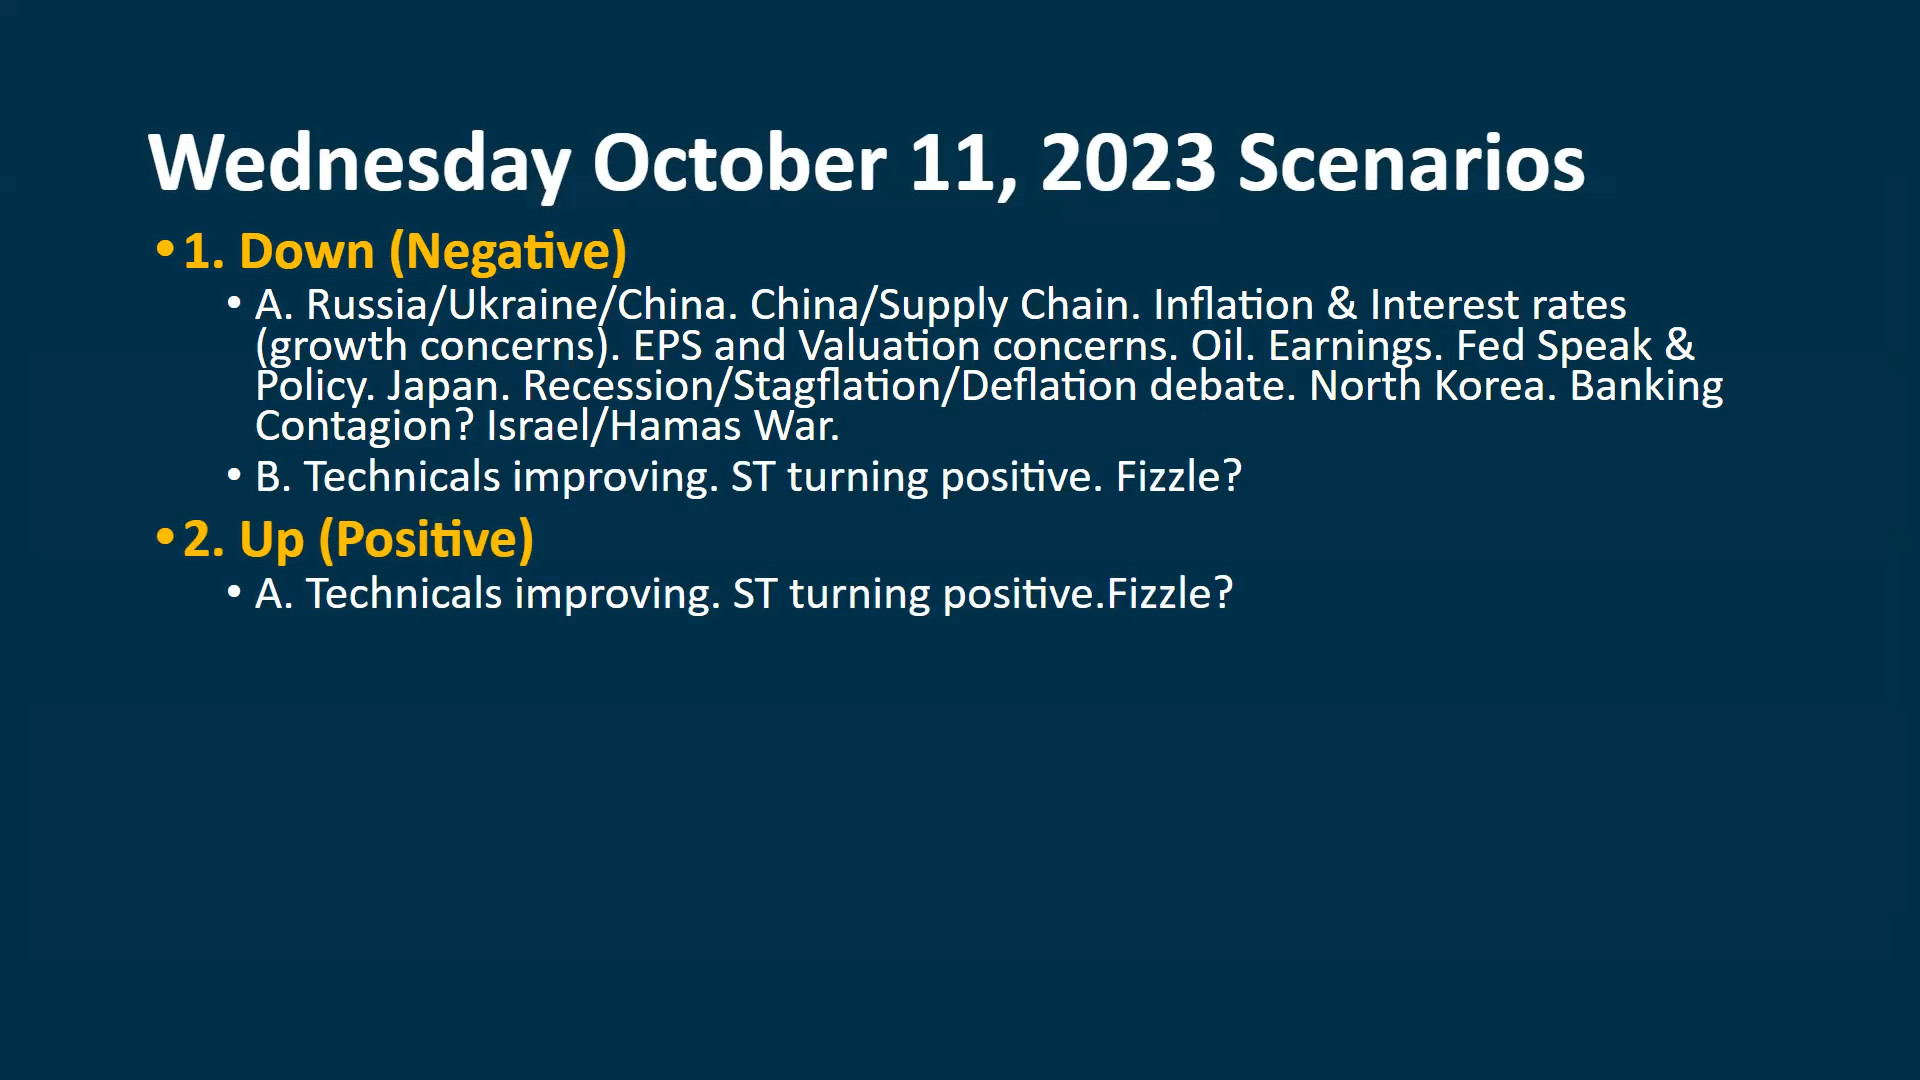 Wednesday October 11, 2023 Scenarios
•1. Down (Negative)
• A. Russia/Ukraine/China. China/Supply Chain. Inflation & Interest rates
(growth concerns). EPS and Valuation concerns. Oil. Earnings. Fed Speak &
Policy. Japan. Recession/Stagflation/Deflation debate. North Korea. Banking
Contagion? Israel/Hamas War.
• B. Technicals improving. ST turning positive. Fizzle?
•2. Up (Positive)
• A. Technicals improving. ST turning positive.Fizzle?